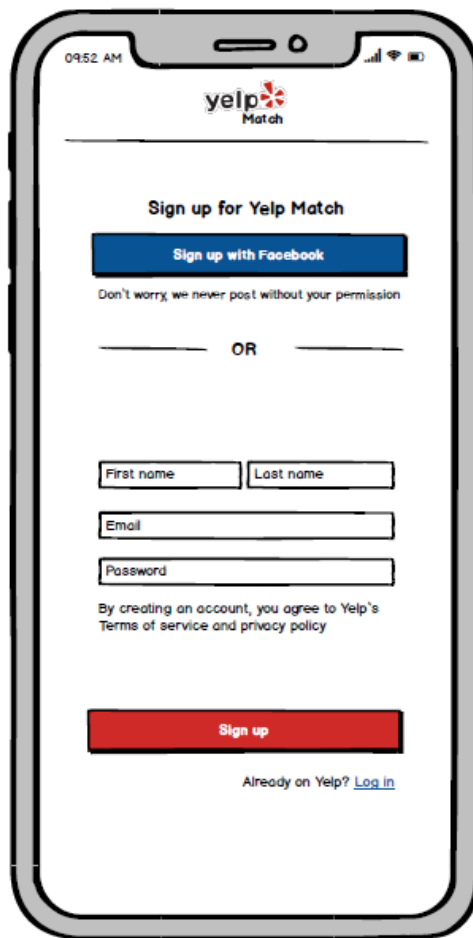 09:52 AM
yelp
Match
Sign up for Yelp Match
Sign up with Facebook
Don't worry, we never post without your permission
OR
First name Last name
Email
Password
By creating an account, you agree to Yelp's
Terms of service and privacy policy
Sign up
Already on Yelp? Log in